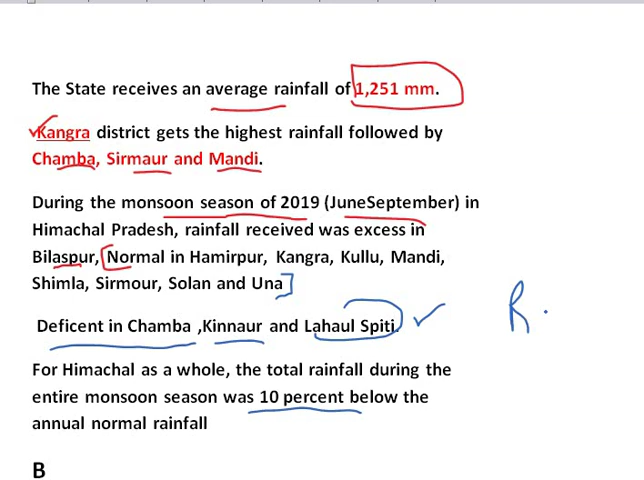 The State receives an average rainfall of 1,251 mm.
Kangra district gets the highest rainfall followed by
Chamba, Sirmaur and Mandi.
During the monsoon season of 2019 (JuneSeptember) in
Himachal Pradesh, rainfall received was excess in
Bilaspur, Normal in Hamirpur, Kangra, Kullu, Mandi,
Shimla, Sirmour, Solan and Una
Deficent in Chamba ,Kinnaur and Lahaul Spiti.
R.
For Himachal as a whole, the total rainfall during the
entire monsoon season was 10 percent below the
annual normal rainfall
B